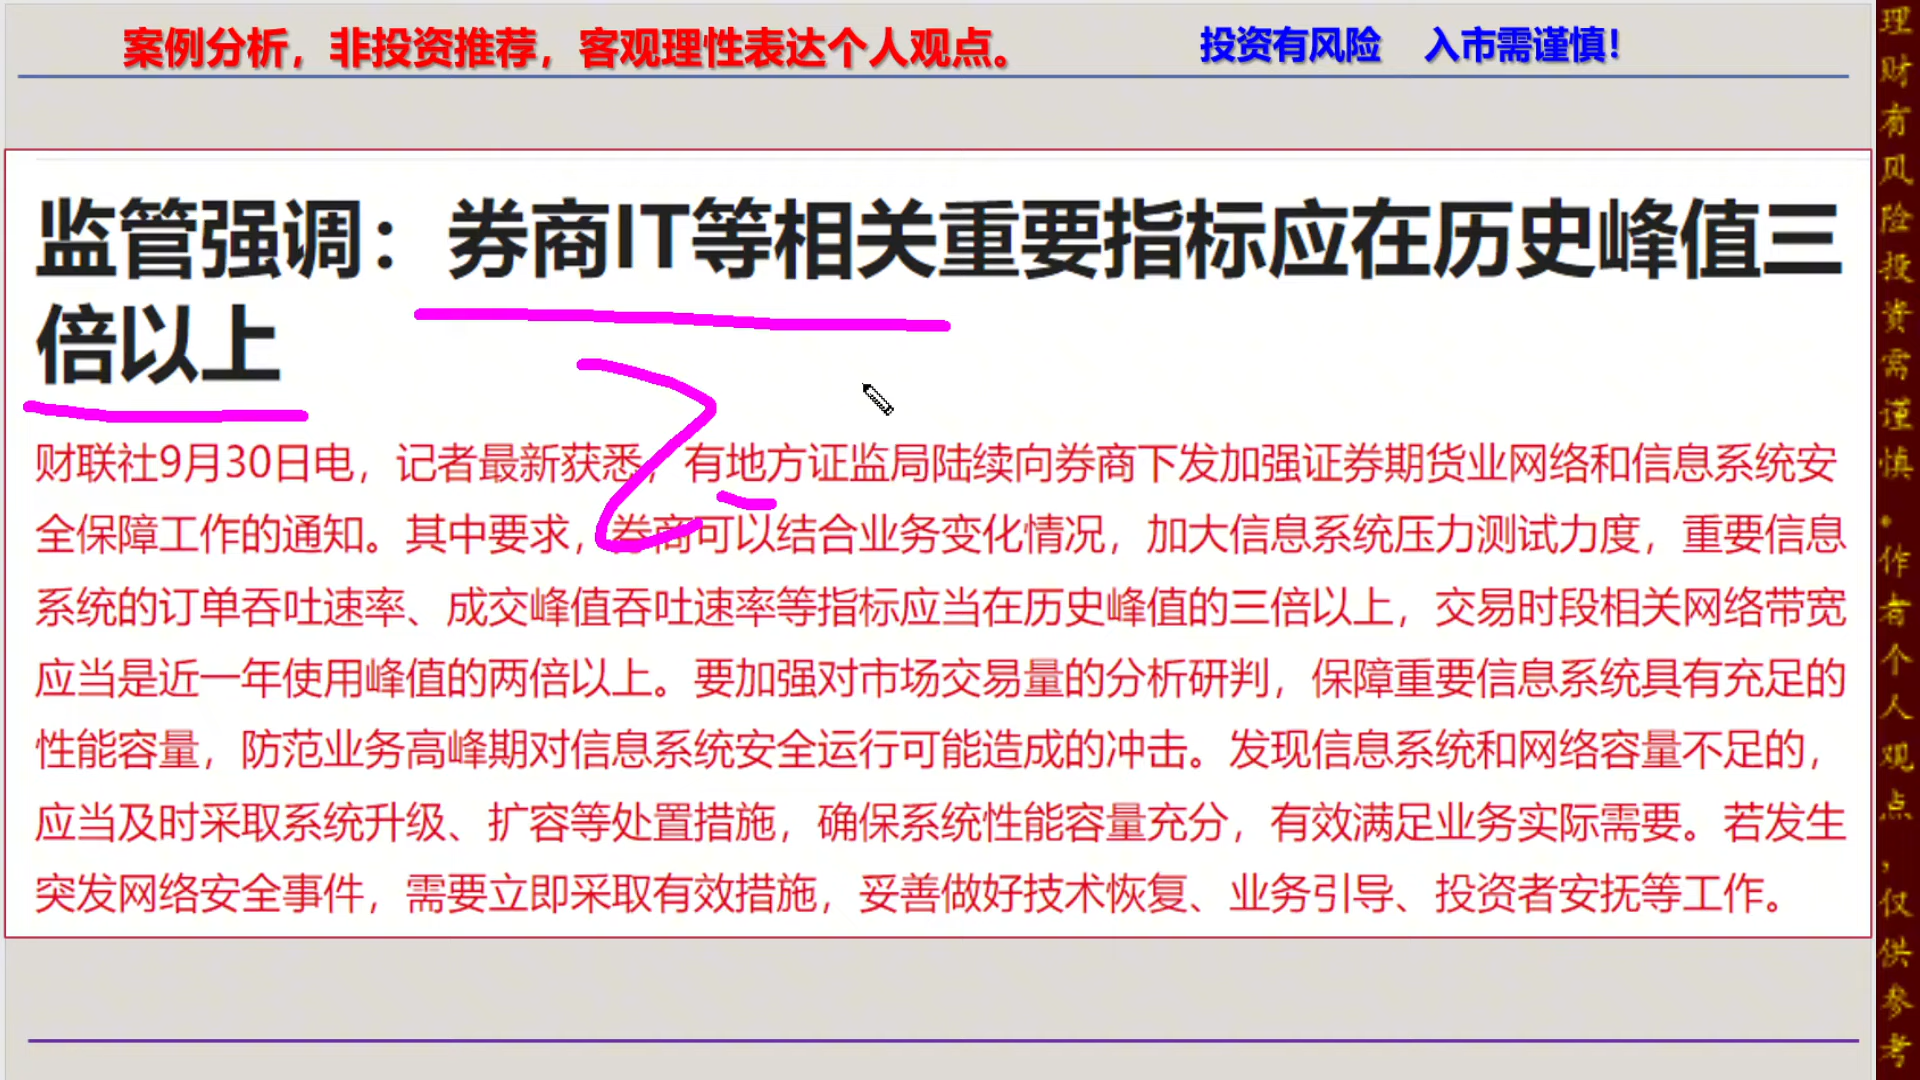 案例分析，非投资推荐，客观理性表达个人观点。
投资有风险 入市需谨慎！
监管强调：券商IT等相关重要指标应在历史峰值三
倍以上
财联社9月30日电，记者最新获悉，有地方证监局陆续向券商下发加强证券期货业网络和信息系统安
全保障工作的通知。其中要求，券商可以结合业务变化情况，加大信息系统压力测试力度，重要信息
系统的订单吞吐速率、成交峰值吞吐速率等指标应当在历史峰值的三倍以上，交易时段相关网络带宽
应当是近一年使用峰值的两倍以上。要加强对市场交易量的分析研判，保障重要信息系统具有充足的
性能容量，防范业务高峰期对信息系统安全运行可能造成的冲击。发现信息系统和网络容量不足的，
应当及时采取系统升级、扩容等处置措施，确保系统性能容量充分，有效满足业务实际需要。若发生
突发网络安全事件，需要立即采取有效措施，妥善做好技术恢复、业务引导、投资者安抚等工作。
理财有风险投资需谨慎。作者个人观点，仅供参考